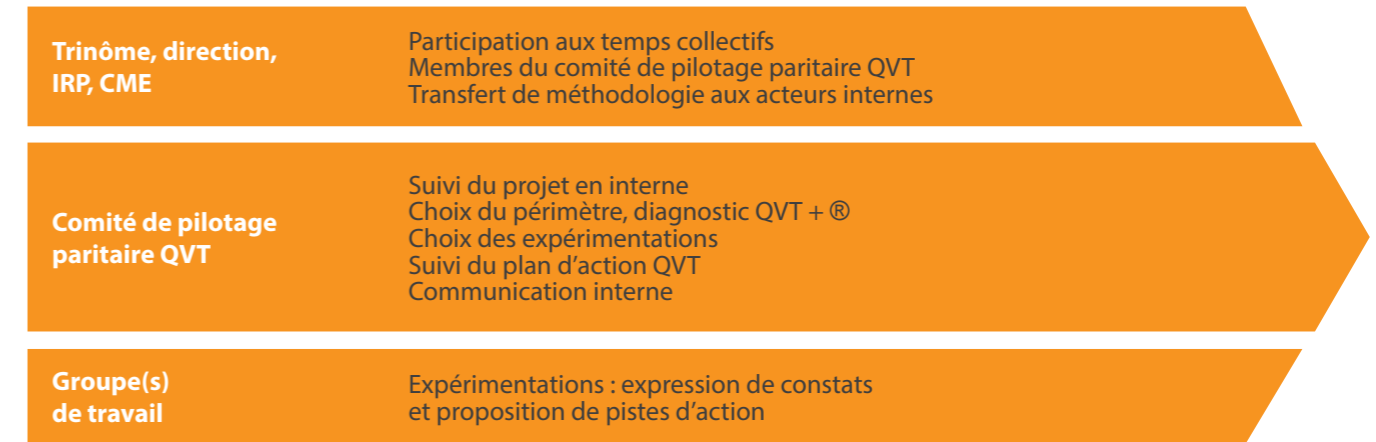 Trinôme, direction,
IRP, CME
Participation aux temps collectifs
Membres du comité de pilotage paritaire QVT
Transfert de méthodologie aux acteurs internes
Comité de pilotage
paritaire QVT
Suivi du projet en interne
Choix du périmètre, diagnostic QVT + ®
Choix des expérimentations
Suivi du plan d’action QVT
Communication interne
Groupe(s)
de travail
Expérimentations : expression de constats
et proposition de pistes d’action